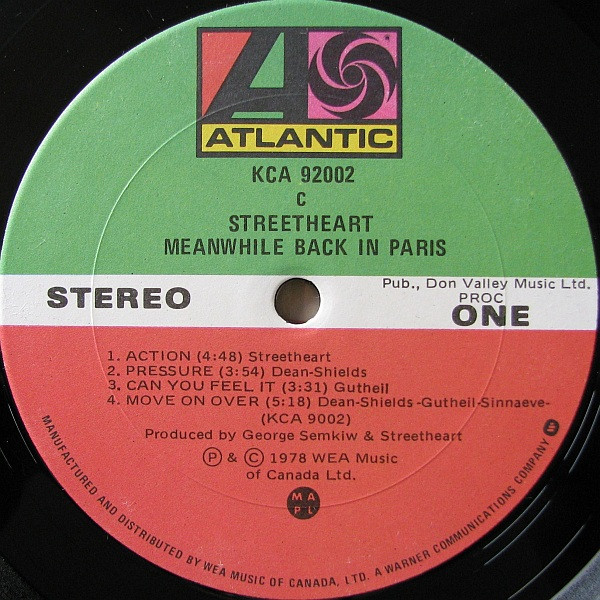 ATLANTIC
KCA 92002
C
STREETHEART
MEANWHILE BACK IN PARIS
STEREO
Pub., Don Valley Music Ltd.
PROC
ONE
1. ACTION (4:48) Streetheart
2. PRESSURE (3:54) Dean-Shields
3. CAN YOU FEEL IT (3:31) Gutheil
4. MOVE ON OVER (5:18) Dean-Shields -Gutheil-Sinnaeve-
(KCA 9002)
Produced by George Semkiw & Streetheart
Ⓟ & © 1978 WEA Music
of Canada Ltd.
M A
P L
MANUFACTURED AND DISTRIBUTED BY WEA MUSIC OF CANADA, LTD. A WARNER COMMUNICATIONS COMPANY